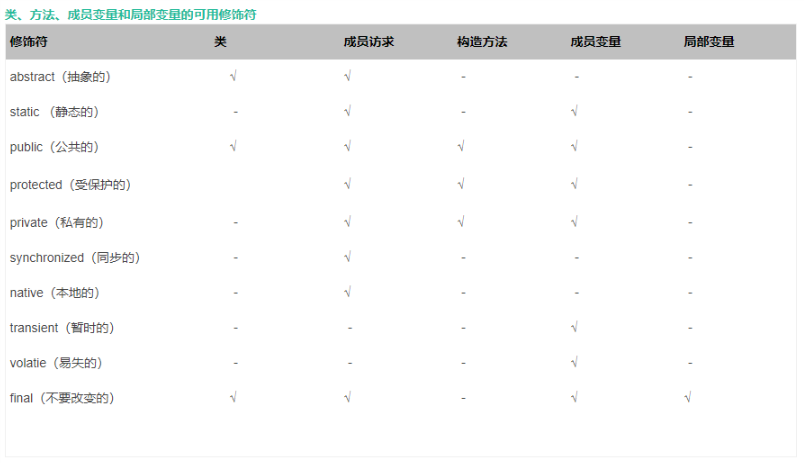 类、方法、成员变量和局部变量的可用修饰符
修饰符 类 成员访求 构造方法 成员变量 局部变量
abstract（抽象的） √ √ - - -
static （静态的） - √ - √ -
public（公共的） √ √ √ √ -
protected（受保护的） √ √ √ -
private（私有的） - √ √ √ -
synchronized（同步的） - √ - - -
native（本地的） - √ - - -
transient（暂时的） - - - √ -
volatie（易失的） - - - √ -
final（不要改变的） √ √ - √ √